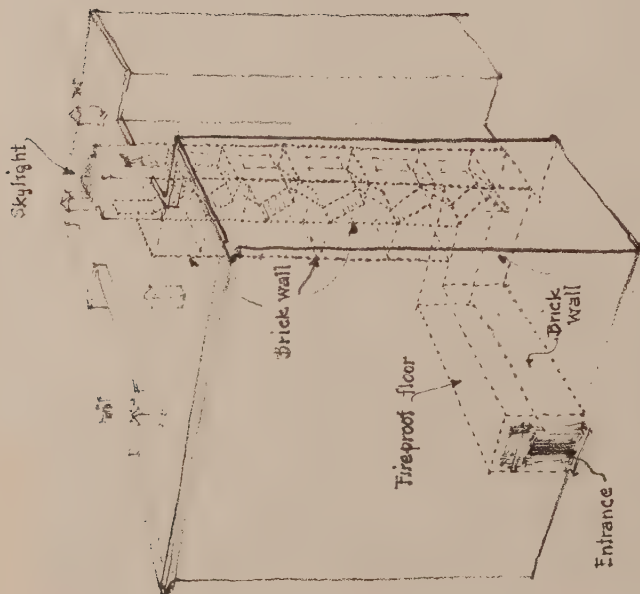 Skylight
Brick wall
Fireproof floor
Brick
wall
Entrance